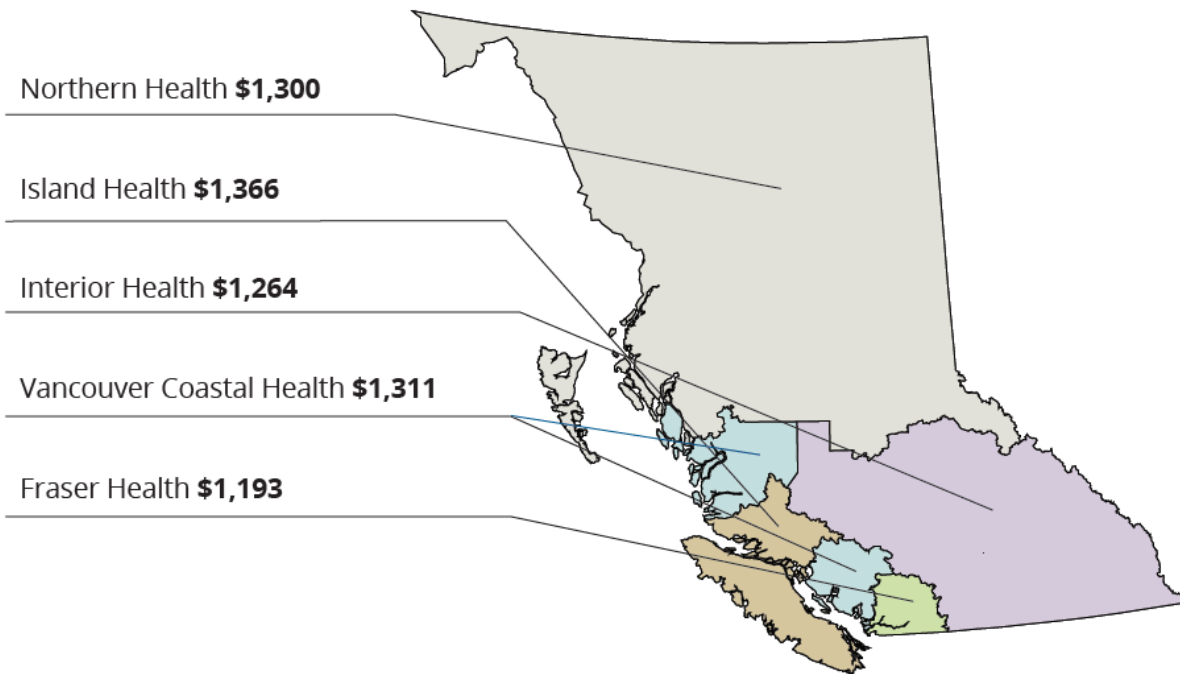 Northern Health $1,300
Island Health $1,366
Interior Health $1,264
Vancouver Coastal Health $1,311
Fraser Health $1,193